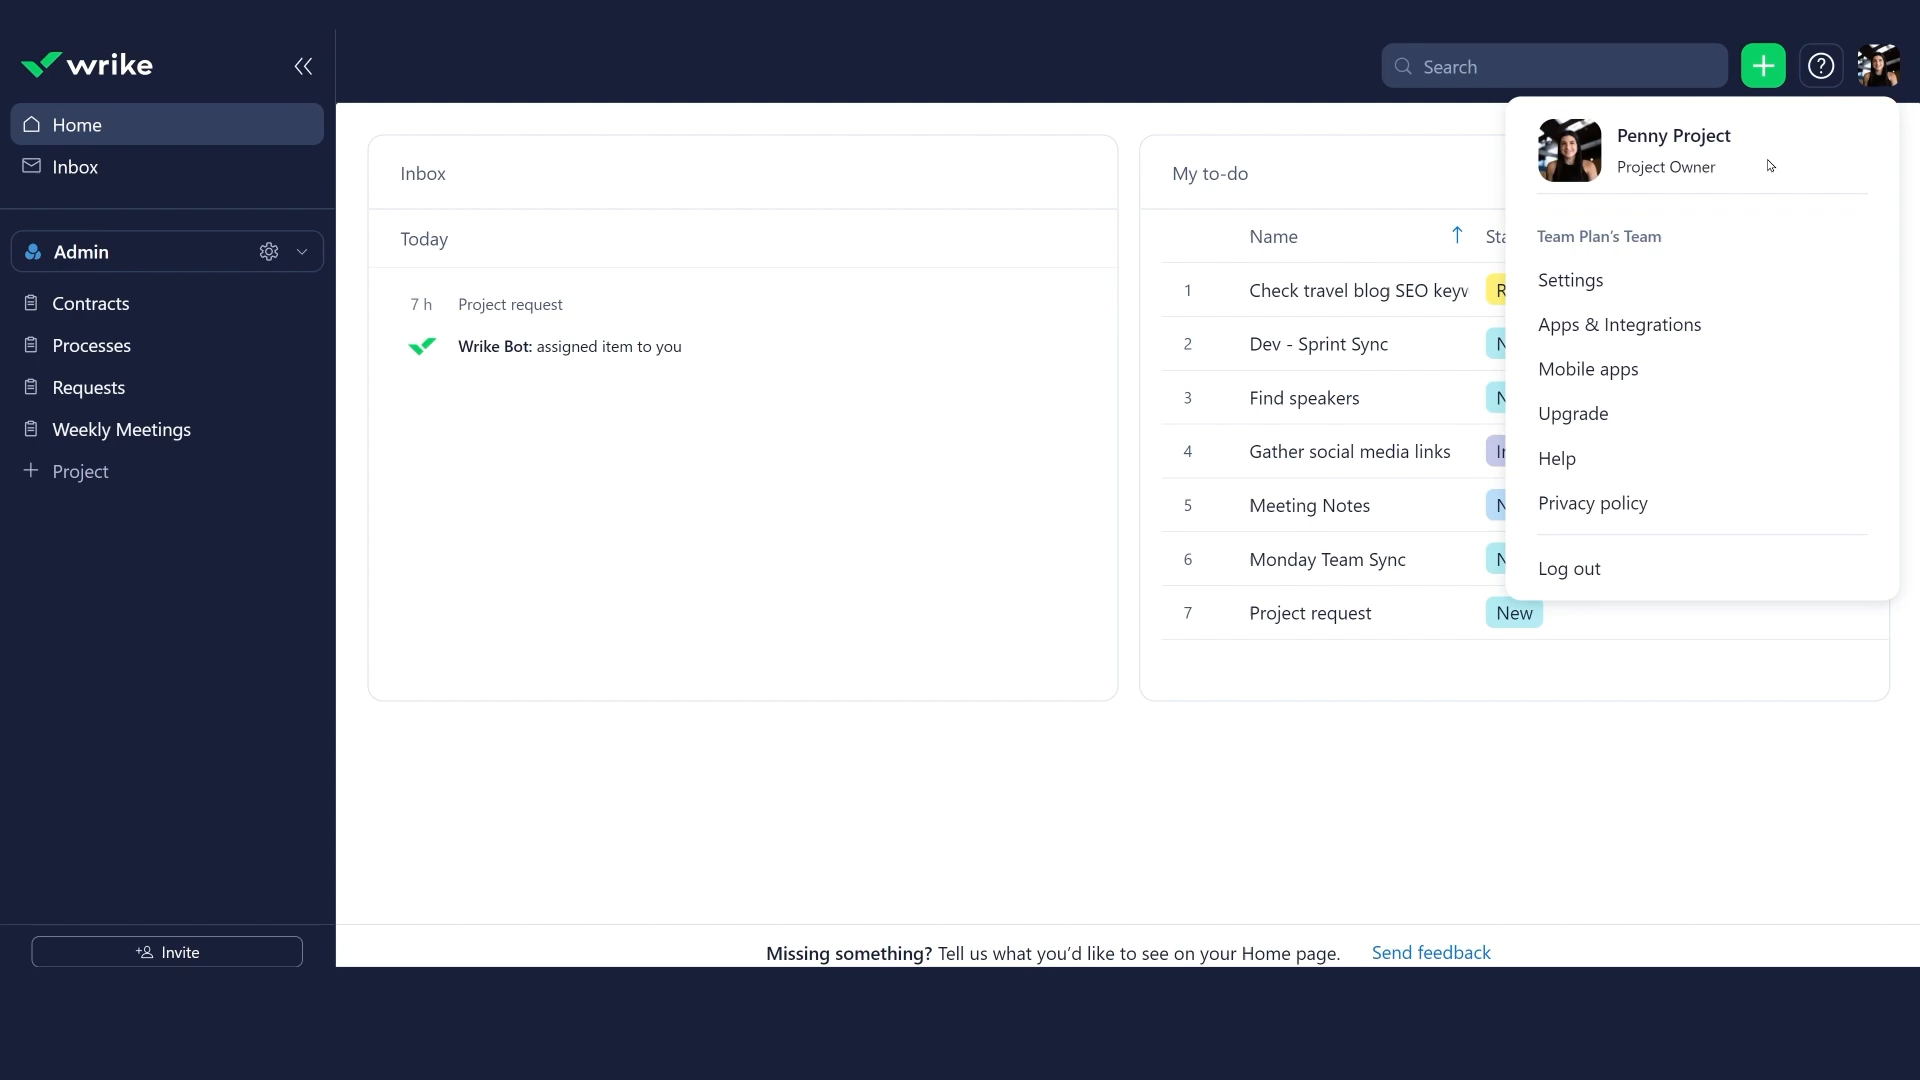 wrike
Search
Home
Inbox
Admin
Contracts
Processes
Requests
Weekly Meetings
Project
Invite
Inbox
Today
7 h Project request
Wrike Bot: assigned item to you
My to-do
Name
1 Check travel blog SEO
2 Dev - Sprint Sync
3 Find speakers
4 Gather social media links
5 Meeting Notes
6 Monday Team Sync
7 Project request New
Penny Project
Project Owner
Team Plan's Team
Settings
Apps & Integrations
Mobile apps
Upgrade
Help
Privacy policy
Log out
Missing something? Tell us what you'd like to see on your Home page. Send feedback